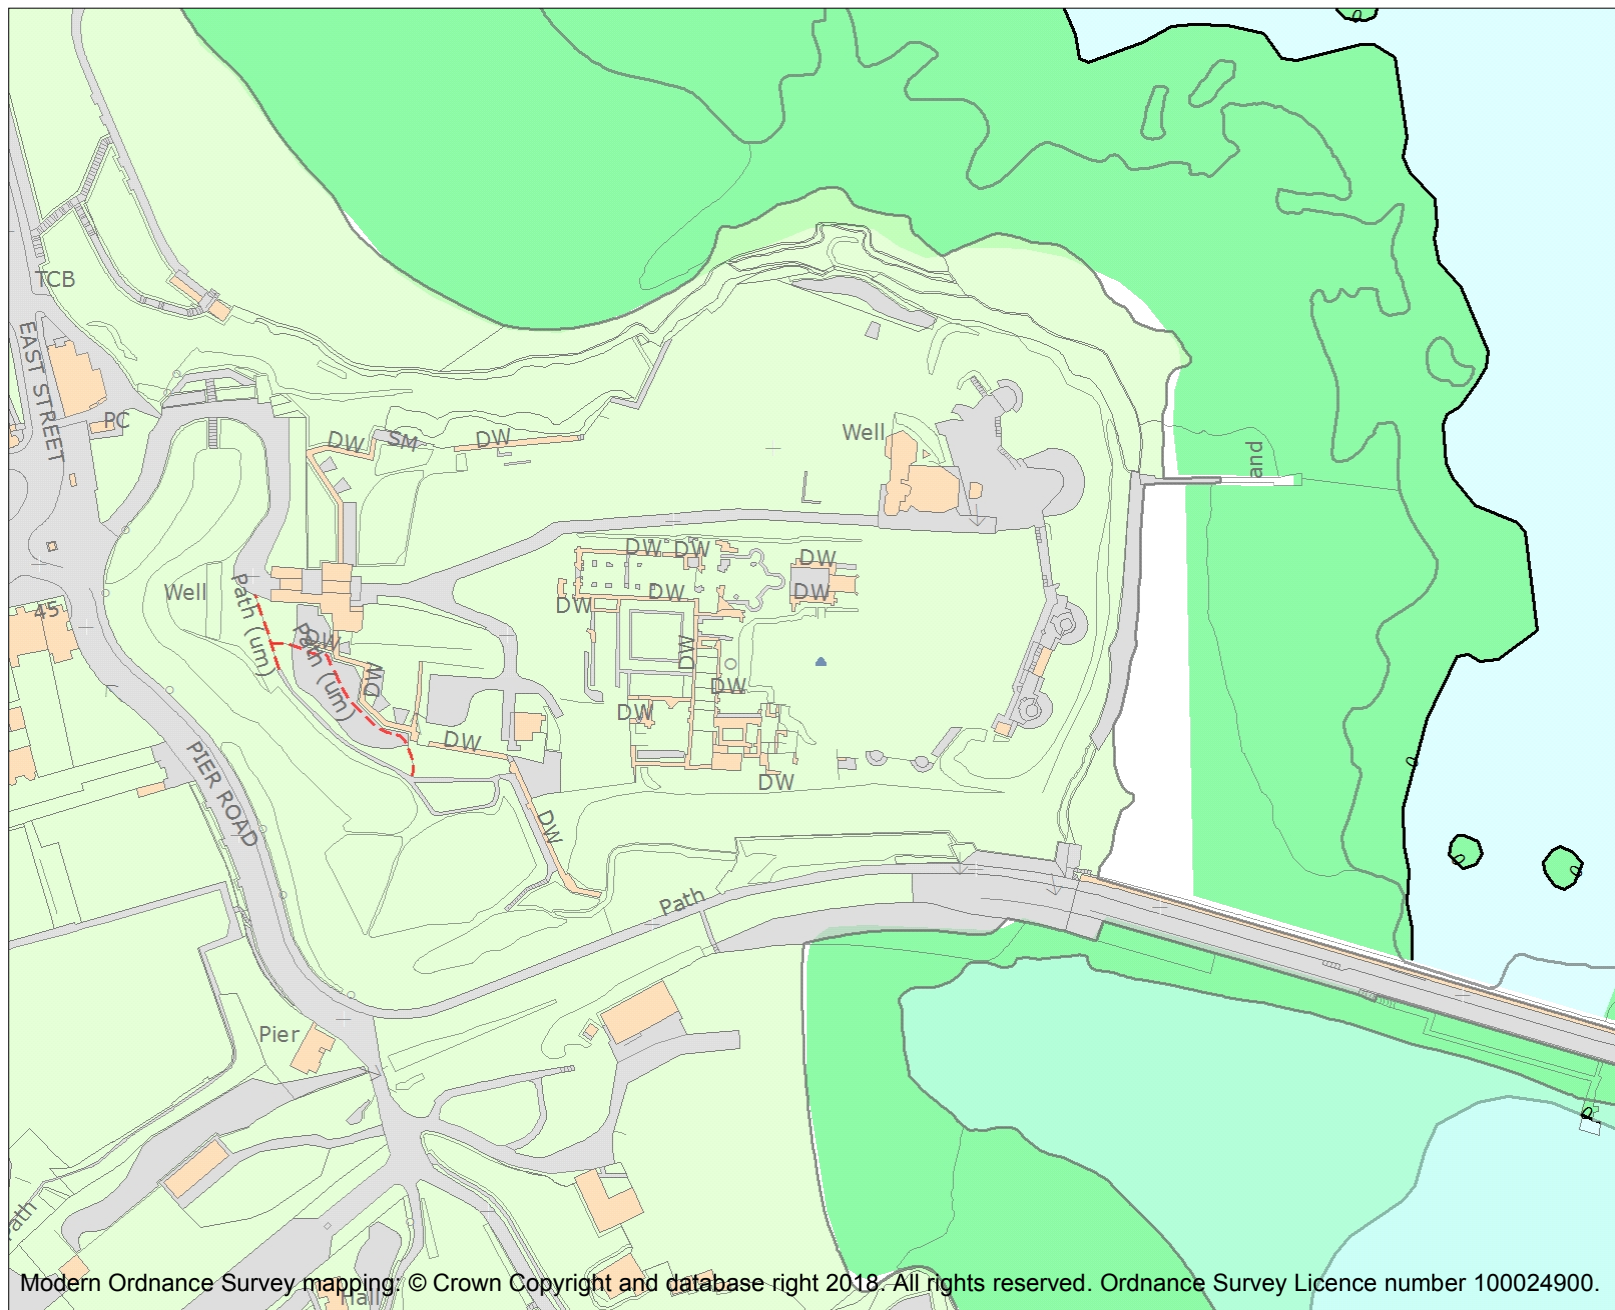 TCB
EAST STREET
PC
DW
SM
DW
Well
and
DW
DW
DW
DW
DW
DW
Well
Path (um)
45
DW
Path (um)
DW
DW
DW
DW
DW
DW
DW
PIER ROAD
Path
Pier
Hall
Modern Ordnance Survey mapping: © Crown Copyright and database right 2018. All rights reserved. Ordnance Survey Licence number 100024900.